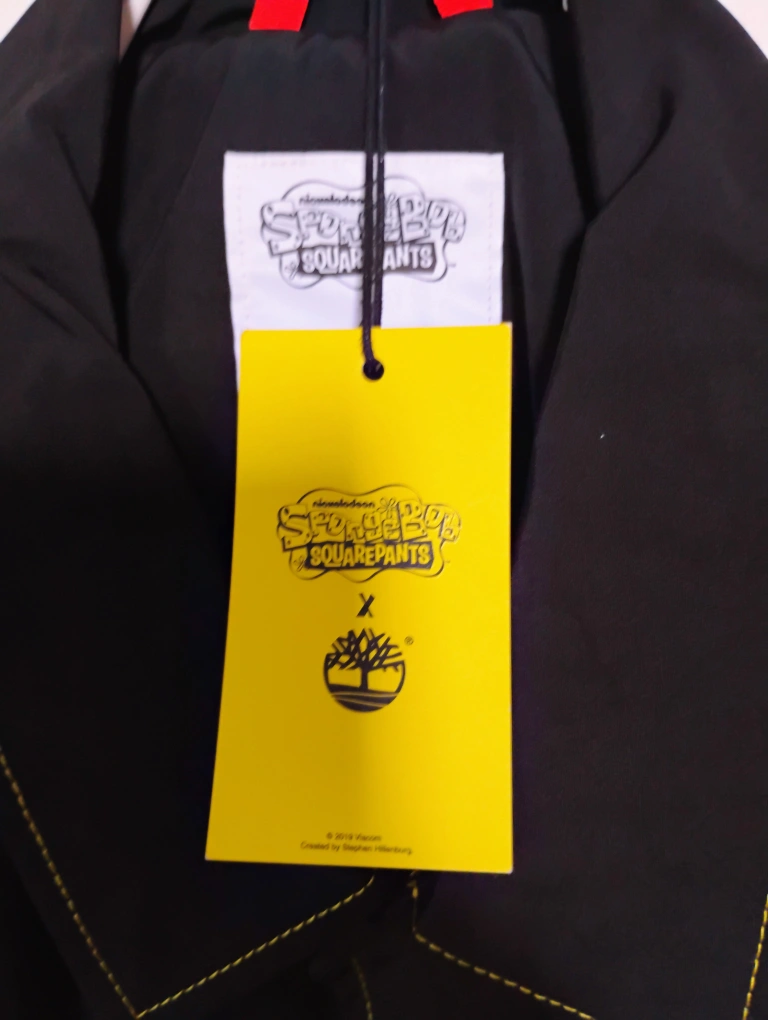 nickelodeon
SpongeBob
SQUAREPANTS
nickelodeon
SpongeBob
SQUAREPANTS
X
®
© 2019 Viacom
Created by Stephen Hillenburg.